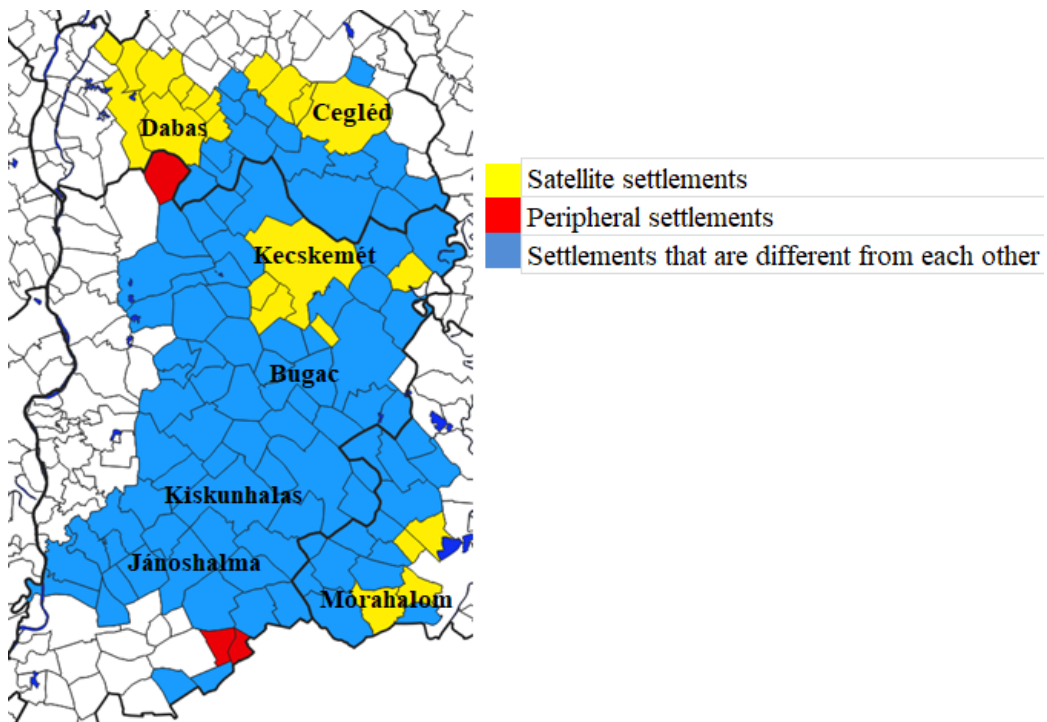 Dabas
Cegléd
Kecskemét
Bugac
Kiskunhalas
Jánoshalma
Mórahalom
Satellite settlements
Peripheral settlements
Settlements that are different from each other